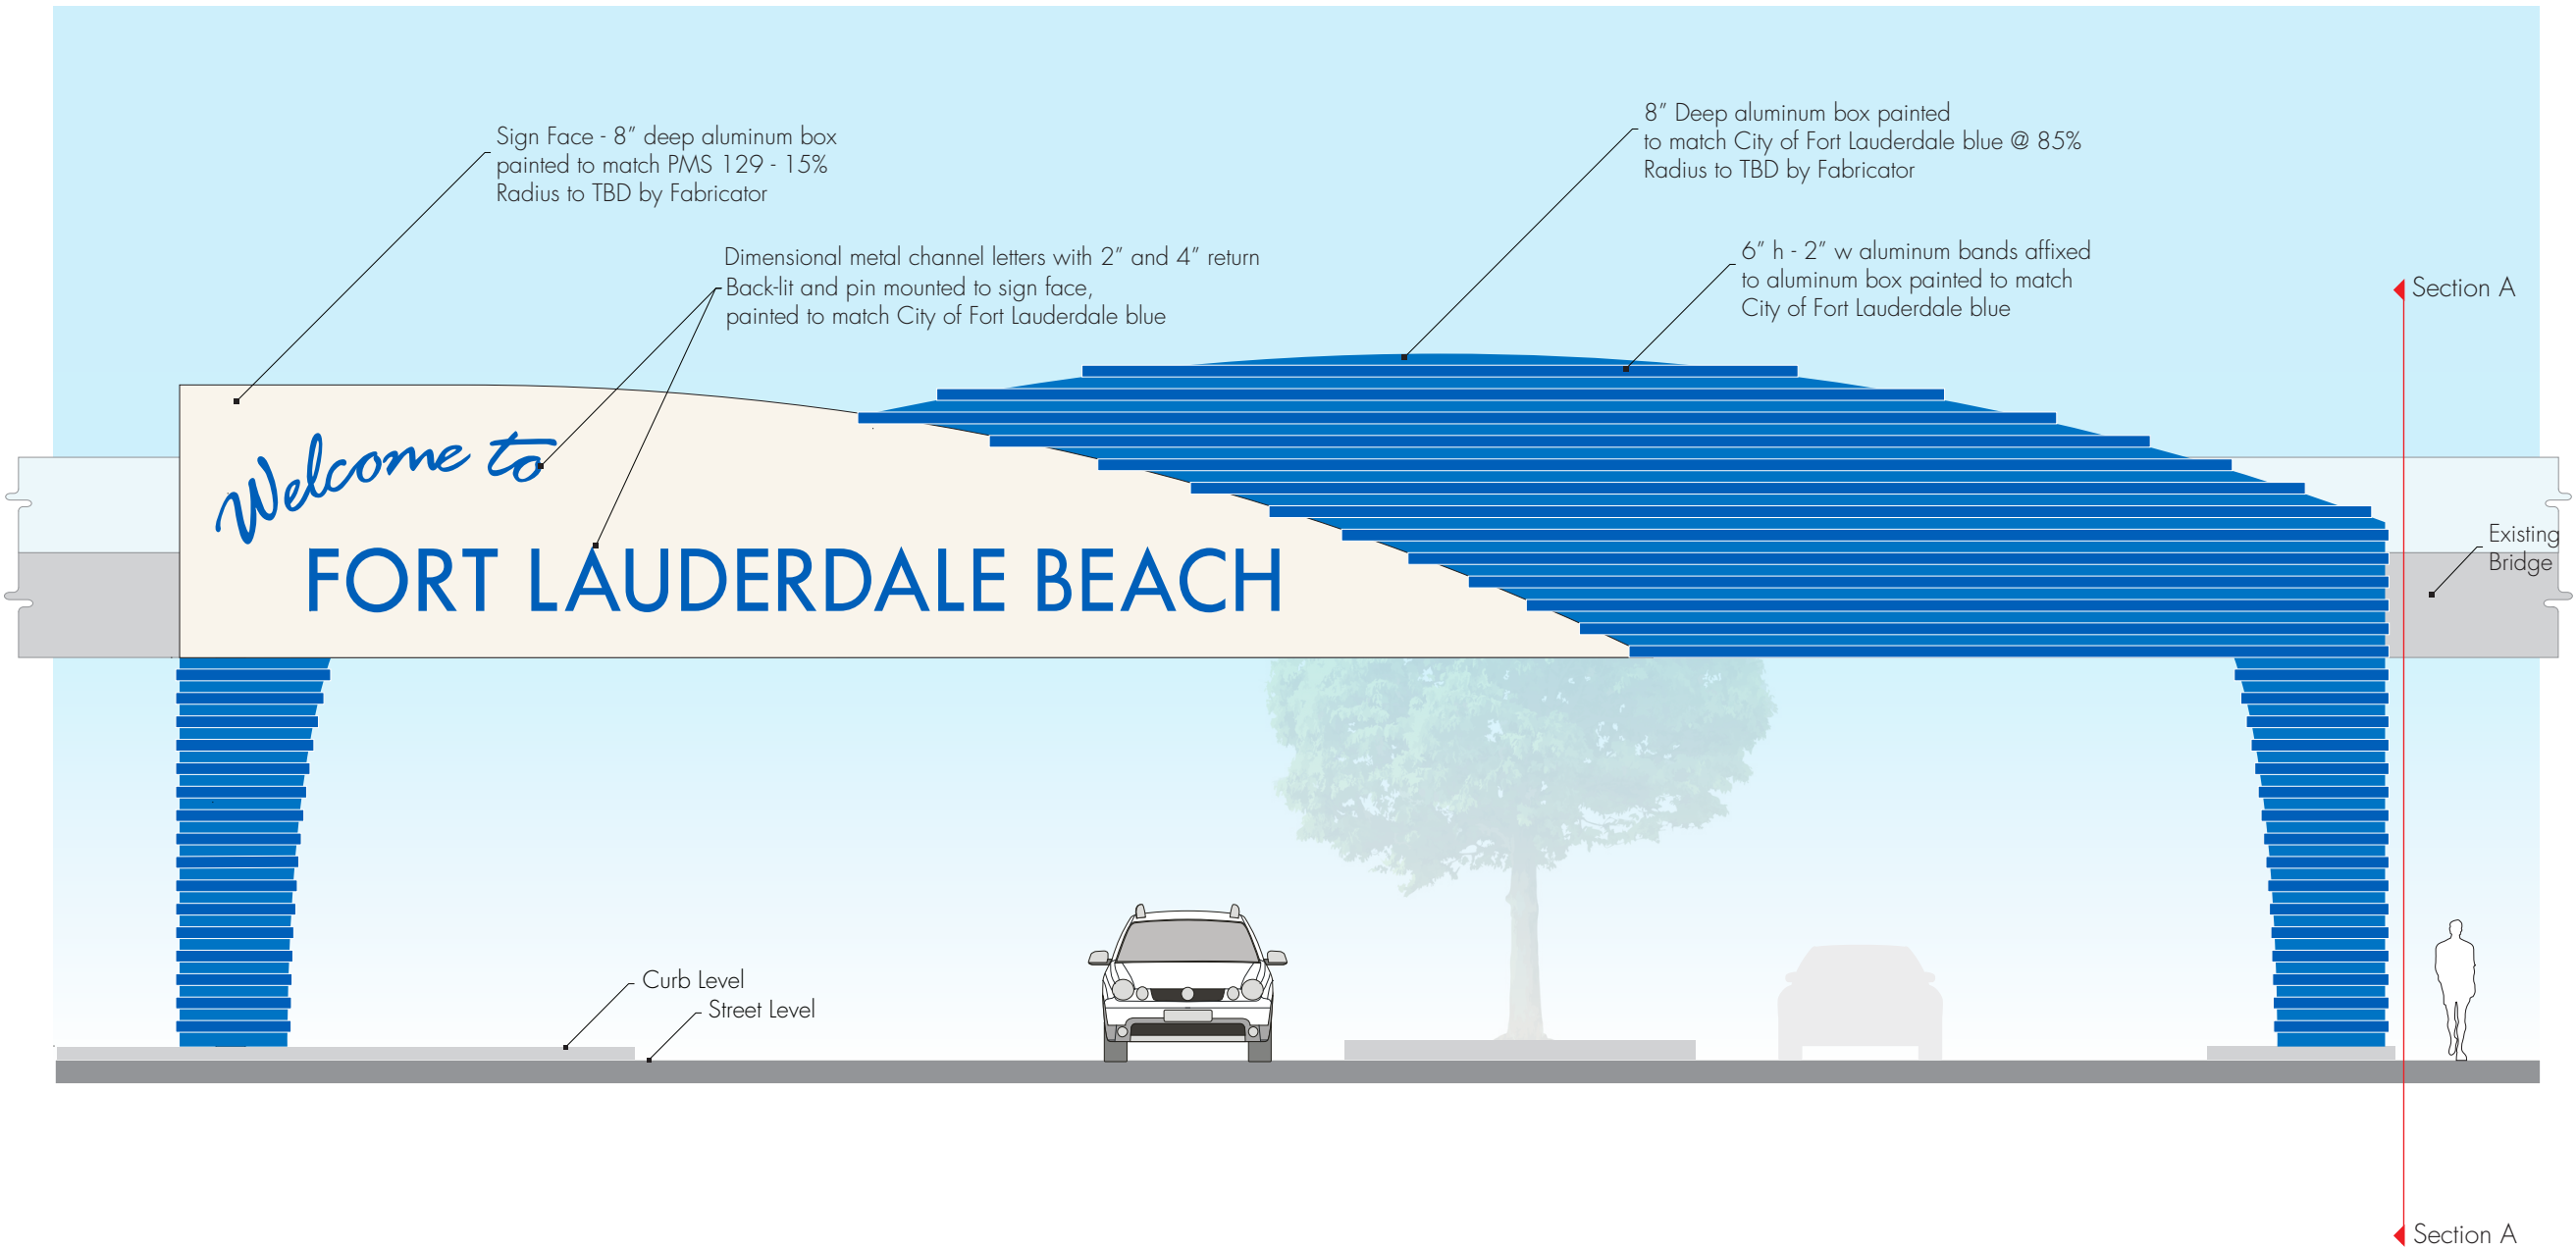 8” Deep aluminum box painted
to match City of Fort Lauderdale blue @ 85%
Radius to TBD by Fabricator
Sign Face - 8” deep aluminum box
painted to match PMS 129 - 15%
Radius to TBD by Fabricator
Dimensional metal channel letters with 2” and 4” return
Back-lit and pin mounted to sign face,
painted to match City of Fort Lauderdale blue
6” h - 2” w aluminum bands affixed
to aluminum box painted to match
City of Fort Lauderdale blue
Section A
Welcome to
FORT LAUDERDALE BEACH
Existing
Bridge
Curb Level
Street Level
Section A